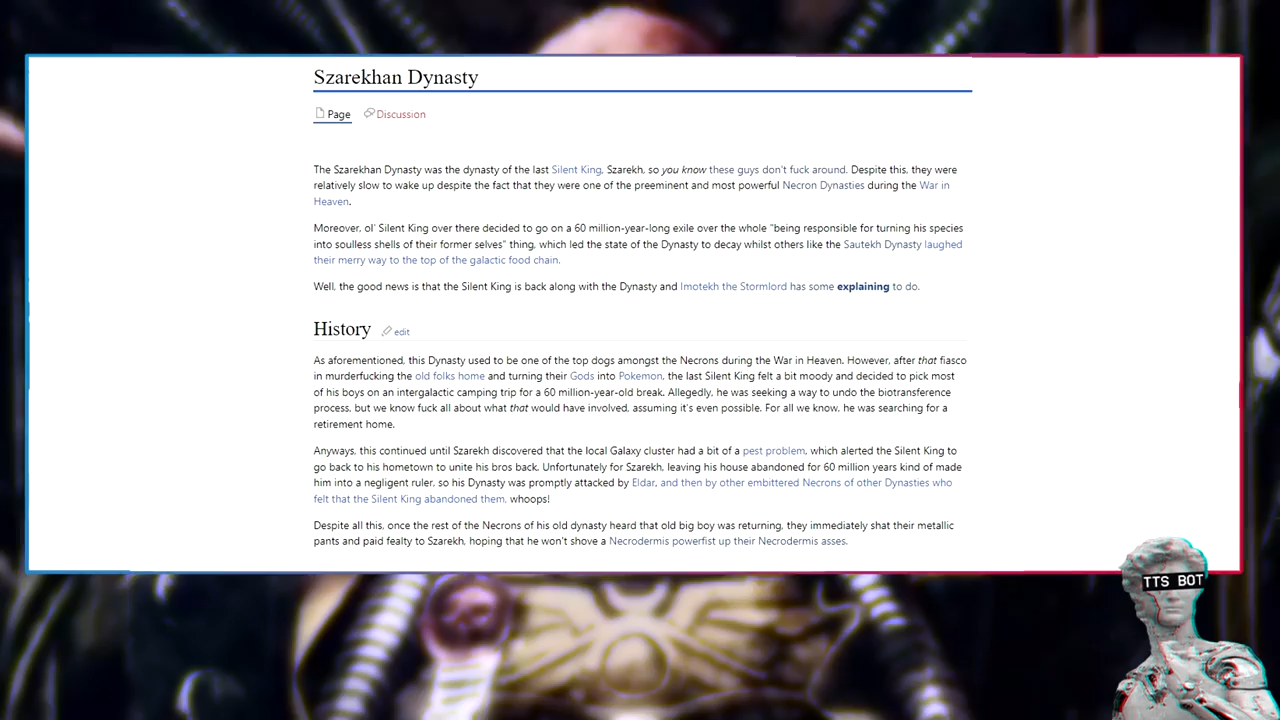 Szarekhan Dynasty
Page Discussion
The Szarekhan Dynasty was the dynasty of the last Silent King, Szarekh, so you know these guys don't fuck around. Despite this, they were
relatively slow to wake up despite the fact that they were one of the preeminent and most powerful Necron Dynasties during the War in
Heaven.
Moreover, ol' Silent King over there decided to go on a 60 million-year-long exile over the whole "being responsible for turning his species
into soulless shells of their former selves" thing, which led the state of the Dynasty to decay whilst others like the Sautekh Dynasty laughed
their merry way to the top of the galactic food chain.
Well, the good news is that the Silent King is back along with the Dynasty and Imotekh the Stormlord has some explaining to do.
History edit
As aforementioned, this Dynasty used to be one of the top dogs amongst the Necrons during the War in Heaven. However, after that fiasco
in murderfucking the old folks home and turning their Gods into Pokemon, the last Silent King felt a bit moody and decided to pick most
of his boys on an intergalactic camping trip for a 60 million-year-old break. Allegedly, he was seeking a way to undo the biotransference
process, but we know fuck all about what that would have involved, assuming it's even possible. For all we know, he was searching for a
retirement home.
Anyways, this continued until Szarekh discovered that the local Galaxy cluster had a bit of a pest problem, which alerted the Silent King to
go back to his hometown to unite his bros back. Unfortunately for Szarekh, leaving his house abandoned for 60 million years kind of made
him into a negligent ruler, so his Dynasty was promptly attacked by Eldar, and then by other embittered Necrons of other Dynasties who
felt that the Silent King abandoned them, whoops!
Despite all this, once the rest of the Necrons of his old dynasty heard that old big boy was returning, they immediately shat their metallic
pants and paid fealty to Szarekh, hoping that he won't shove a Necrodermis powerfist up their Necrodermis asses.
TTS BOT